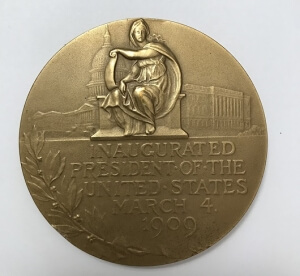 INAUGURATED
PRESIDENT·OF·THE
UNITED·STATES
MARCH 4.
1909